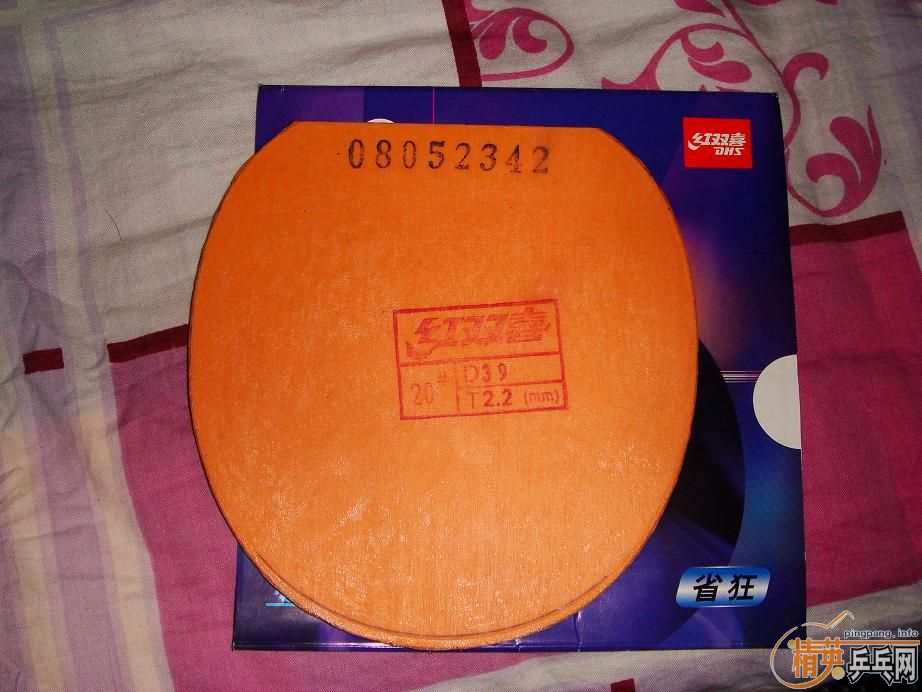 08052342
红双喜
DHS
红双喜
20# D39
T2.2 (mm)
省狂
pingpang.info
精英乒乓网